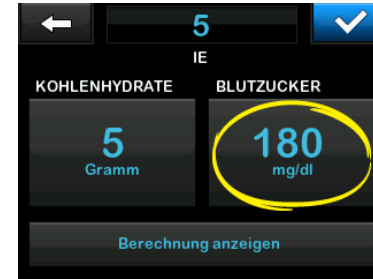 5
IE
KOHLENHYDRATE BLUTZUCKER
5 180
Gramm mg/dl
Berechnung anzeigen